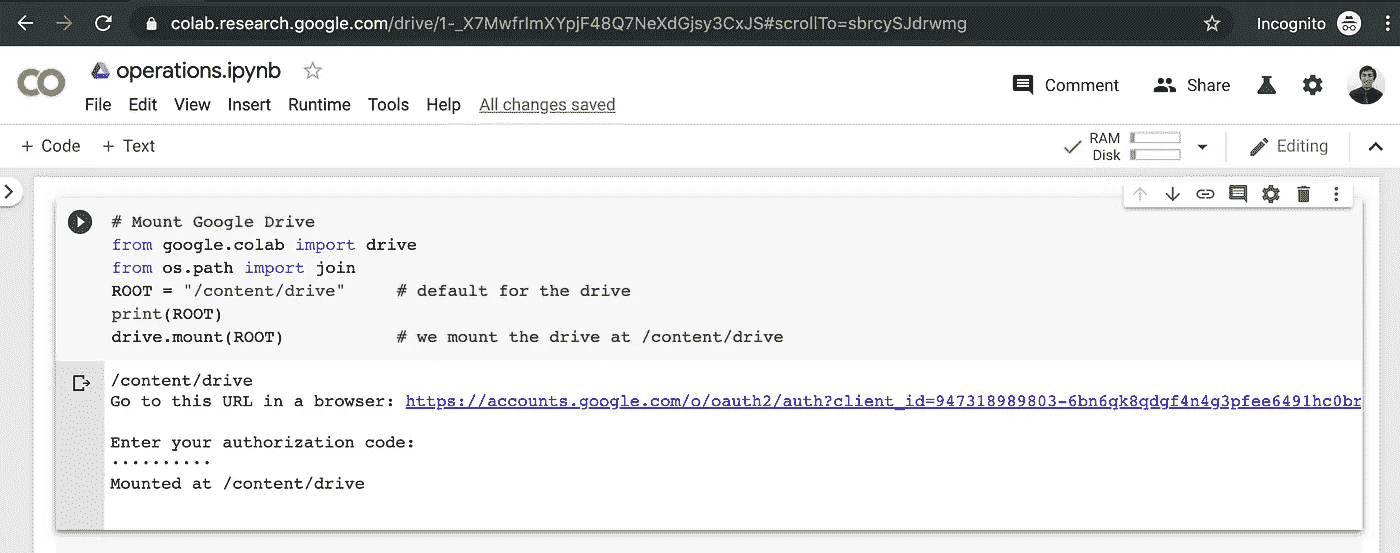 colab.research.google.com/drive/1-_X7MwfrImXYpjF48Q7NeXdGjsy3CxJS#scrollTo=sbrcySJdrwmg
Incognito
CO
operations.ipynb
File Edit View Insert Runtime Tools Help All changes saved
Comment Share
+ Code + Text
RAM
Disk
Editing
# Mount Google Drive
from google.colab import drive
from os.path import join
ROOT = "/content/drive" # default for the drive
print(ROOT)
drive.mount(ROOT) # we mount the drive at /content/drive
/content/drive
Go to this URL in a browser: https://accounts.google.com/o/oauth2/auth?client_id=947318989803-6bn6qk8qdgf4n4g3pfee6491hc0br
Enter your authorization code:
··········
Mounted at /content/drive